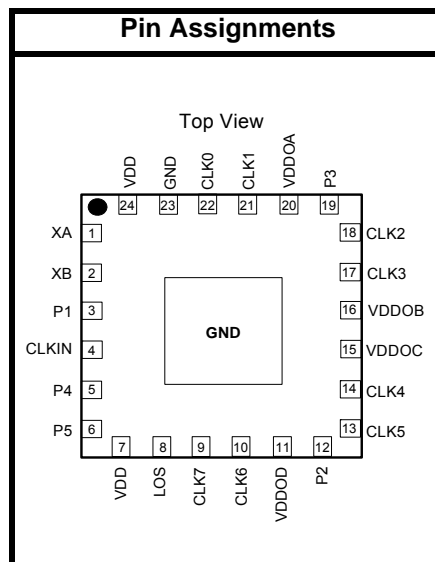 Pin Assignments
Top View
VDD GND CLK0 CLK1 VDDOA P3
24 23 22 21 20 19
XA 1 18 CLK2
XB 2 17 CLK3
P1 3 16 VDDOB
GND
CLKIN 4 15 VDDOC
P4 5 14 CLK4
P5 6 13 CLK5
7 8 9 10 11 12
VDD LOS CLK7 CLK6 VDDOD P2